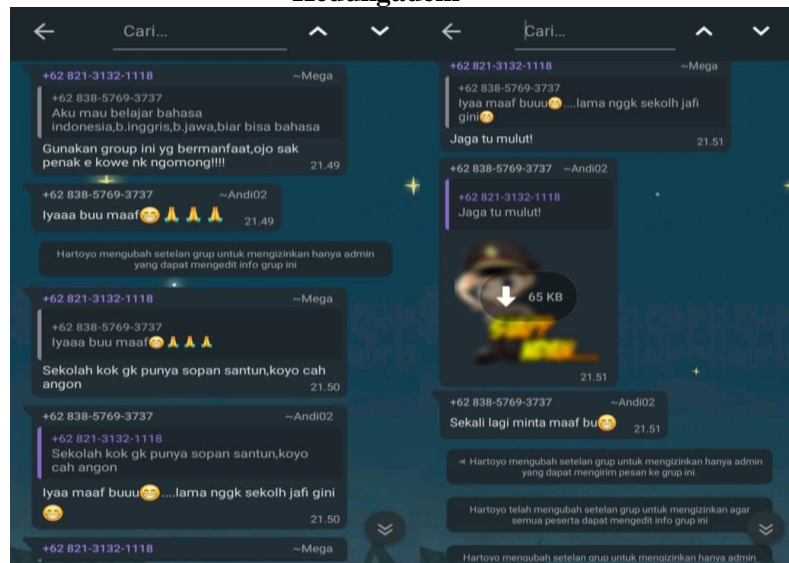 Cari...
+62 821-3132-1118 ~Mega
+62 838-5769-3737
Aku mau belajar bahasa
indonesia,b.inggris,b.jawa,biar bisa bahasa
Gunakan group ini yg bermanfaat,ojo sak
penak e kowe nk ngomong!!!! 21.49
+62 838-5769-3737 ~Andi02
Iyaaa buu maaf😁🙏🙏🙏 21.49
Hartoyo mengubah setelan grup untuk mengizinkan hanya admin
yang dapat mengedit info grup ini
+62 821-3132-1118 ~Mega
+62 838-5769-3737
Iyaaa buu maaf😁🙏🙏🙏
Sekolah kok gk punya sopan santun,koyo cah
angon 21.50
+62 838-5769-3737 ~Andi02
+62 821-3132-1118
Sekolah kok gk punya sopan santun,koyo
cah angon
Iyaa maaf buuu😁....lama nggk sekolh jafi gini
😁 21.50
+62 821-3132-1118 ~Mega
Cari...
+62 821-3132-1118 ~Mega
+62 838-5769-3737
Iyaa maaf buuu😁....lama nggk sekolh jafi
gini😁
Jaga tu mulut! 21.51
+62 838-5769-3737 ~Andi02
+62 821-3132-1118
Jaga tu mulut!
65 KB
21.51
+62 838-5769-3737 ~Andi02
Sekali lagi minta maaf bu😁 21.51
Hartoyo mengubah setelan grup untuk mengizinkan hanya admin
yang dapat mengirim pesan ke grup ini.
Hartoyo telah mengubah setelan grup untuk mengizinkan agar
semua peserta dapat mengedit info grup ini
Hartoyo mengubah setelan grup untuk mengizinkan hanya admin